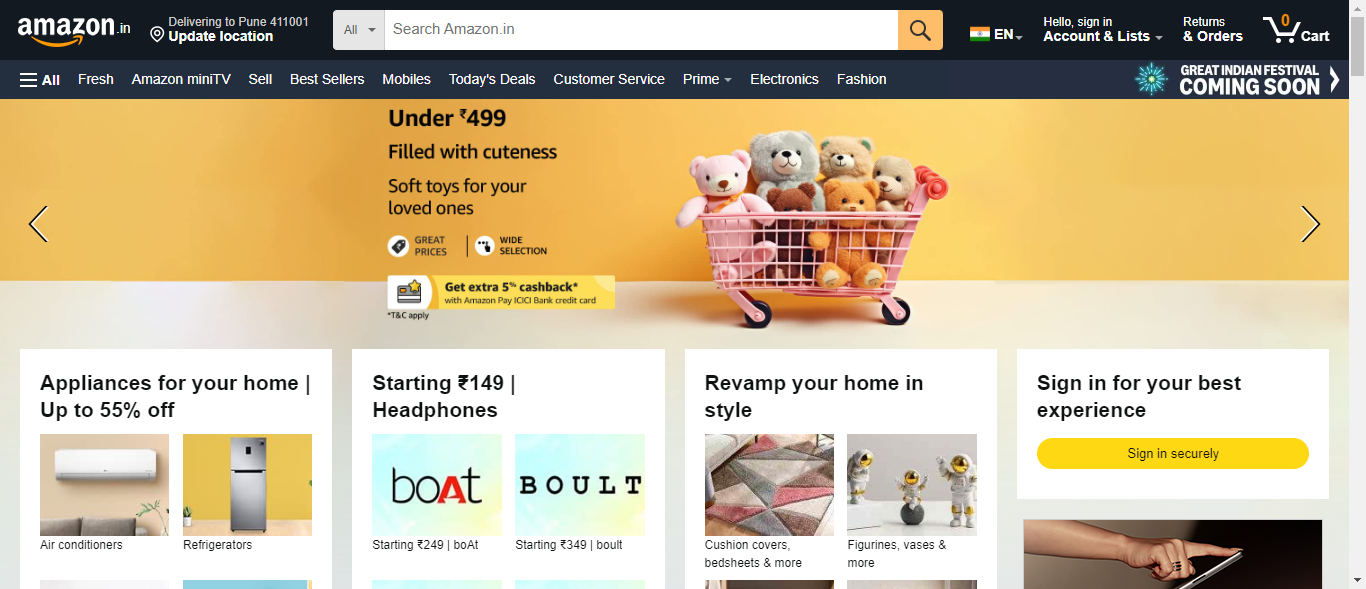 amazon.in
Delivering to Pune 411001
Update location
All
Search Amazon.in
EN
Hello, sign in
Account & Lists
Returns
& Orders
0
Cart
All
Fresh
Amazon miniTV
Sell
Best Sellers
Mobiles
Today's Deals
Customer Service
Prime
Electronics
Fashion
GREAT INDIAN FESTIVAL
COMING SOON
Under ₹499
Filled with cuteness
Soft toys for your
loved ones
GREAT
PRICES
WIDE
SELECTION
Get extra 5% cashback*
with Amazon Pay ICICI Bank credit card
*T&C apply
Appliances for your home |
Up to 55% off
Air conditioners
Refrigerators
Starting ₹149 |
Headphones
boAt
BOULT
Starting ₹249 | boAt
Starting ₹349 | boult
Revamp your home in
style
Cushion covers,
bedsheets & more
Figurines, vases &
more
Sign in for your best
experience
Sign in securely